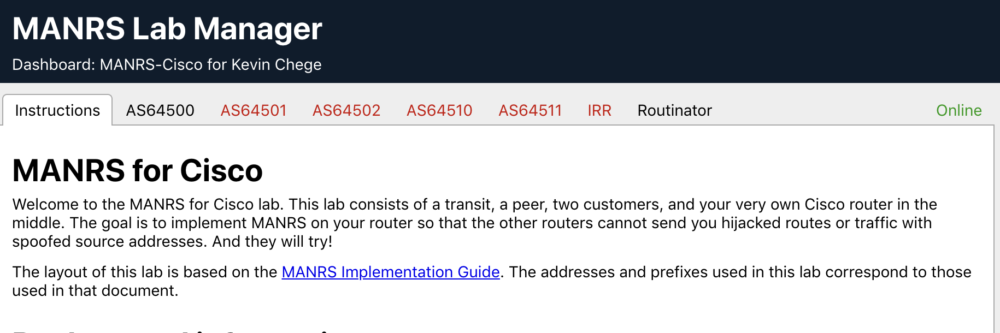 MANRS Lab Manager
Dashboard: MANRS-Cisco for Kevin Chege
Instructions AS64500 AS64501 AS64502 AS64510 AS64511 IRR Routinator Online
MANRS for Cisco
Welcome to the MANRS for Cisco lab. This lab consists of a transit, a peer, two customers, and your very own Cisco router in the
middle. The goal is to implement MANRS on your router so that the other routers cannot send you hijacked routes or traffic with
spoofed source addresses. And they will try!
The layout of this lab is based on the MANRS Implementation Guide. The addresses and prefixes used in this lab correspond to those
used in that document.